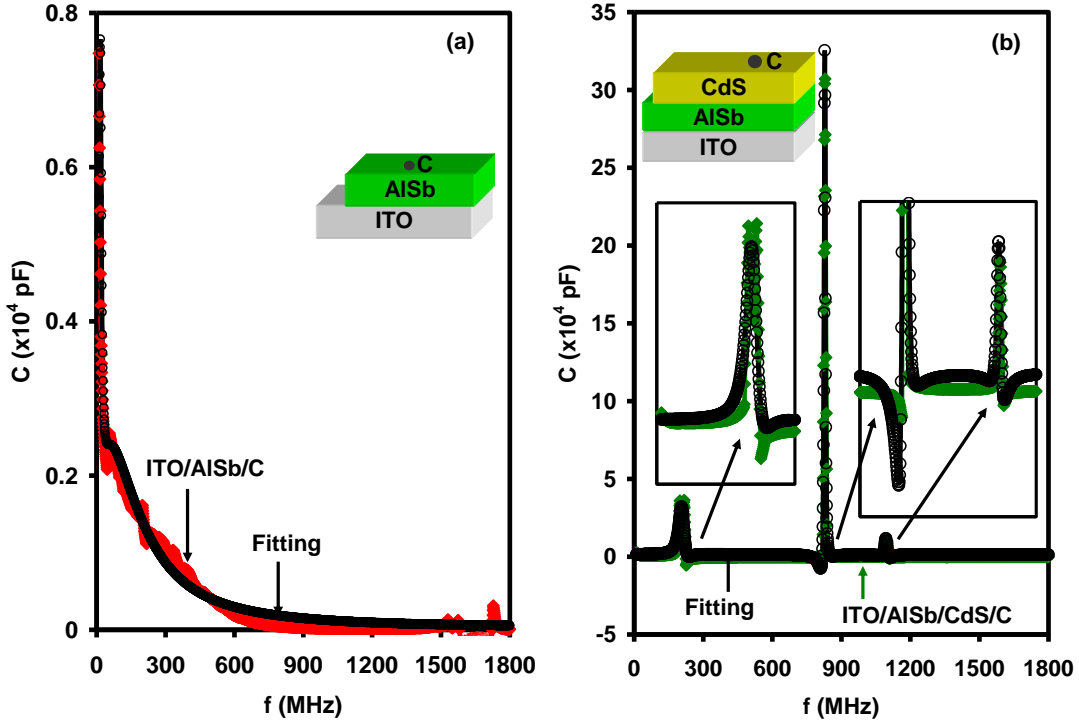 (a)
0.8
0.6
0.4
0.2
0
C (x10⁴ pF)
C
AlSb
ITO
ITO/AlSb/C
Fitting
0 300 600 900 1200 1500 1800
f (MHz)
(b)
35
30
25
20
15
10
5
0
-5
C (x10⁴ pF)
C
CdS
AlSb
ITO
Fitting
ITO/AlSb/CdS/C
0 300 600 900 1200 1500 1800
f (MHz)